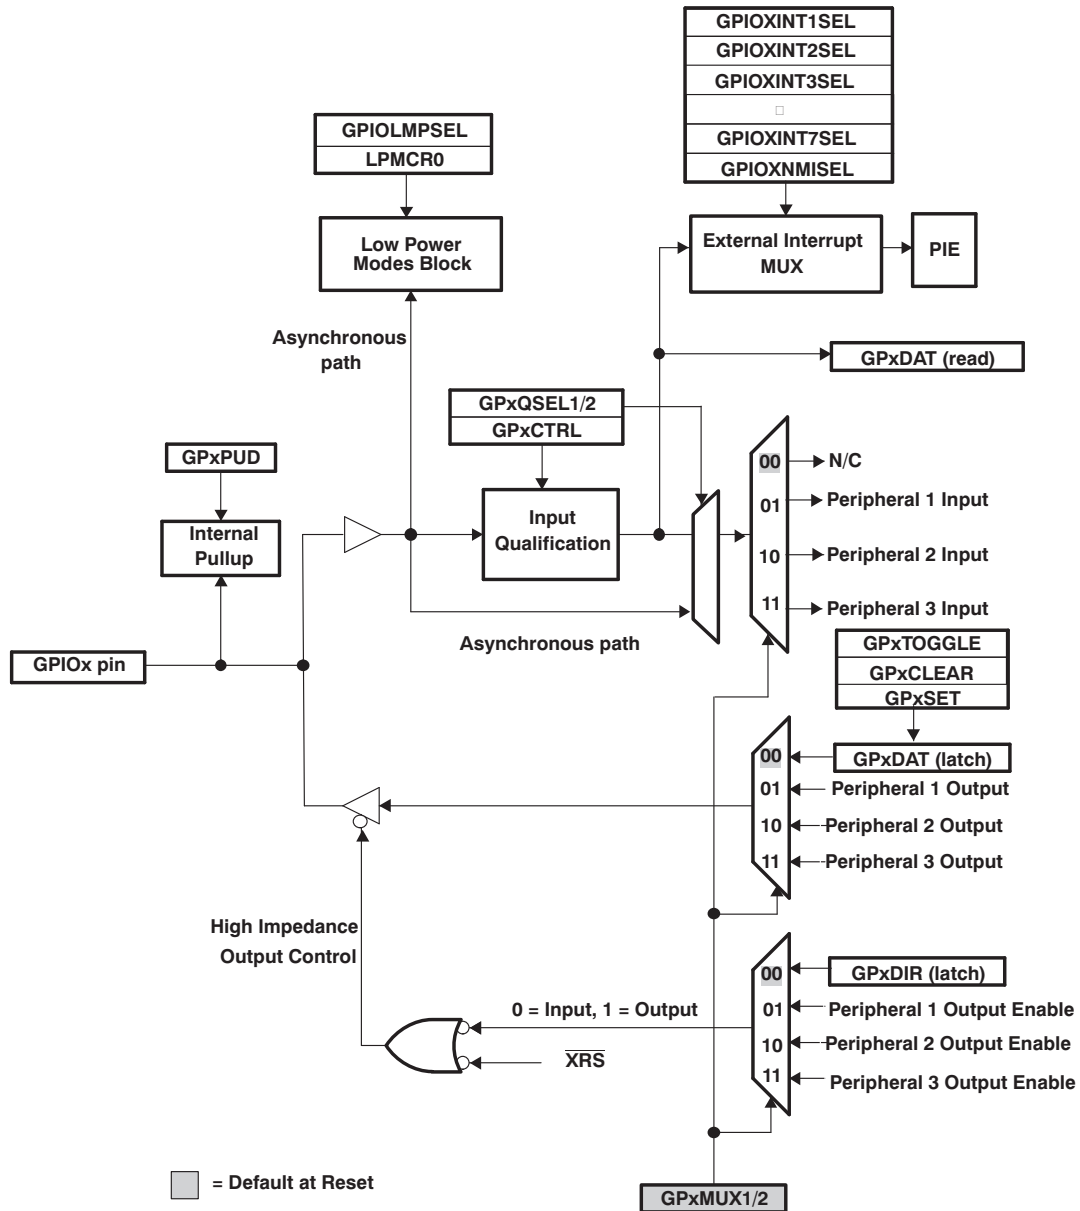 GPIOXINT1SEL
GPIOXINT2SEL
GPIOXINT3SEL
GPIOXINT7SEL
GPIOXNMISEL
GPIOLMPSEL
LPMCR0
Low Power
Modes Block
External Interrupt
MUX
PIE
Asynchronous
path
GPxDAT (read)
GPxQSEL1/2
GPxCTRL
GPxPUD
Internal
Pullup
Input
Qualification
00
N/C
01
Peripheral 1 Input
10
Peripheral 2 Input
11
Peripheral 3 Input
Asynchronous path
GPIOx pin
GPxTOGGLE
GPxCLEAR
GPxSET
00
GPxDAT (latch)
01
Peripheral 1 Output
10
Peripheral 2 Output
11
Peripheral 3 Output
High Impedance
Output Control
00
GPxDIR (latch)
0 = Input, 1 = Output
01
Peripheral 1 Output Enable
10
Peripheral 2 Output Enable
XRS
11
Peripheral 3 Output Enable
= Default at Reset
GPxMUX1/2